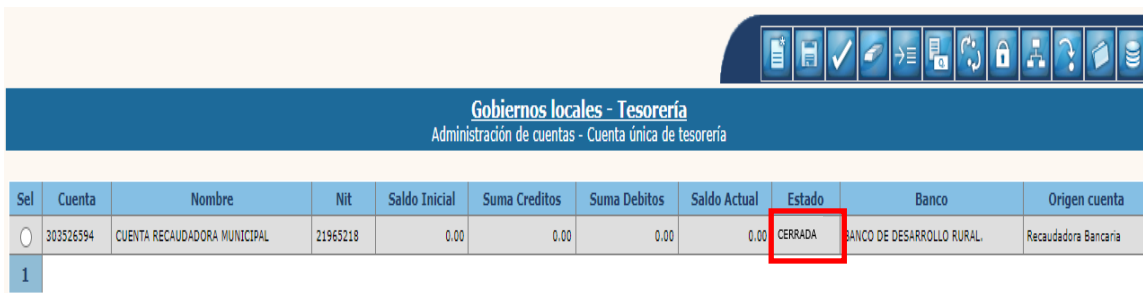 Gobiernos locales - Tesorería
Administración de cuentas - Cuenta única de tesorería
Sel Cuenta Nombre Nit Saldo Inicial Suma Creditos Suma Debitos Saldo Actual Estado Banco Origen cuenta
303526594 CUENTA RECAUDADORA MUNICIPAL 21965218 0.00 0.00 0.00 0.00 CERRADA BANCO DE DESARROLLO RURAL. Recaudadora Bancaria
1